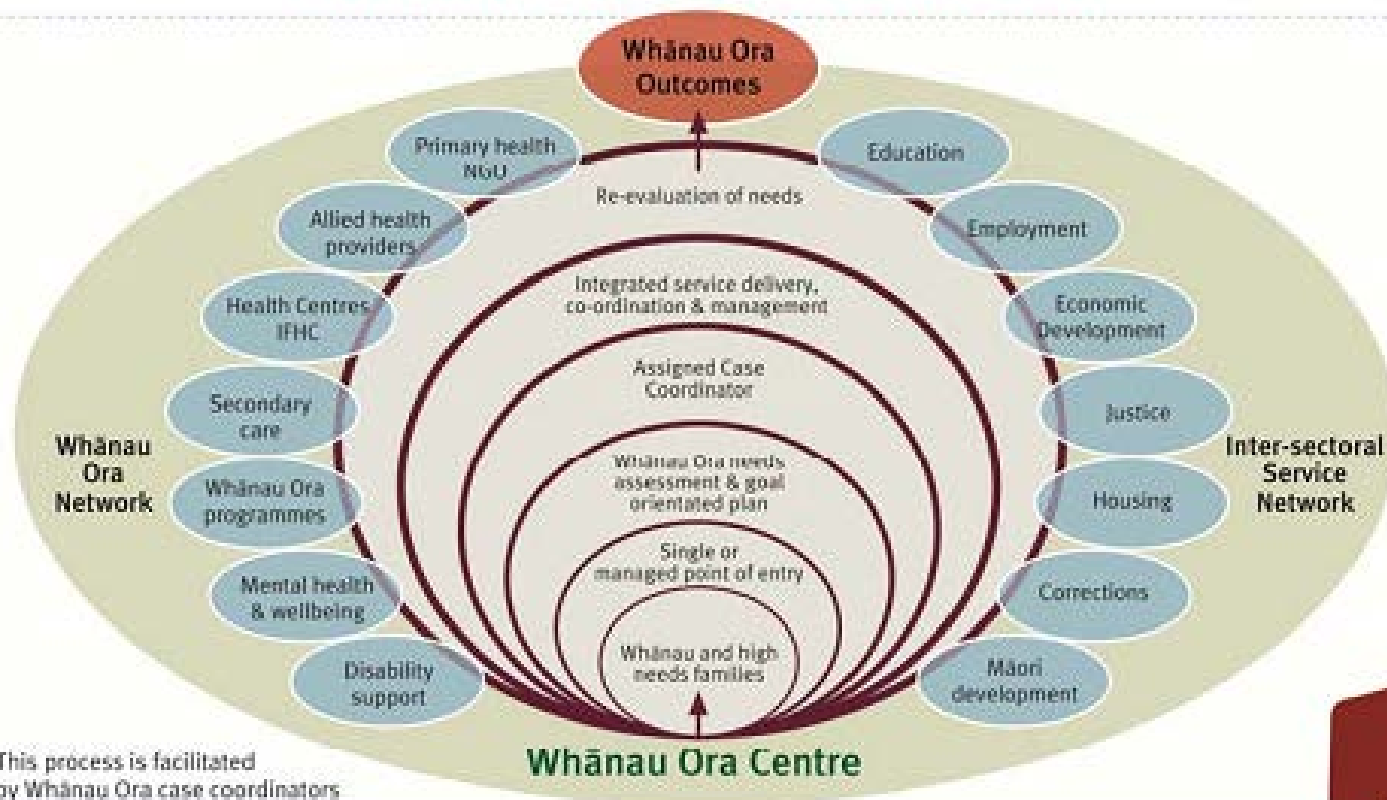 Whānau Ora
Outcomes
Primary health
NGO
Education
Re-evaluation of needs
Allied health
providers
Employment
Integrated service delivery,
co-ordination & management
Health Centres
IFHC
Economic
Development
Assigned Case
Coordinator
Secondary
care
Justice
Whānau
Ora
Network
Inter-sectoral
Service
Network
Whānau Ora needs
assessment & goal
orientated plan
Whānau Ora
programmes
Housing
Single or
managed point of entry
Mental health
& wellbeing
Corrections
Whānau and high
needs families
Disability
support
Māori
development
Whānau Ora Centre
This process is facilitated
by Whānau Ora case coordinators